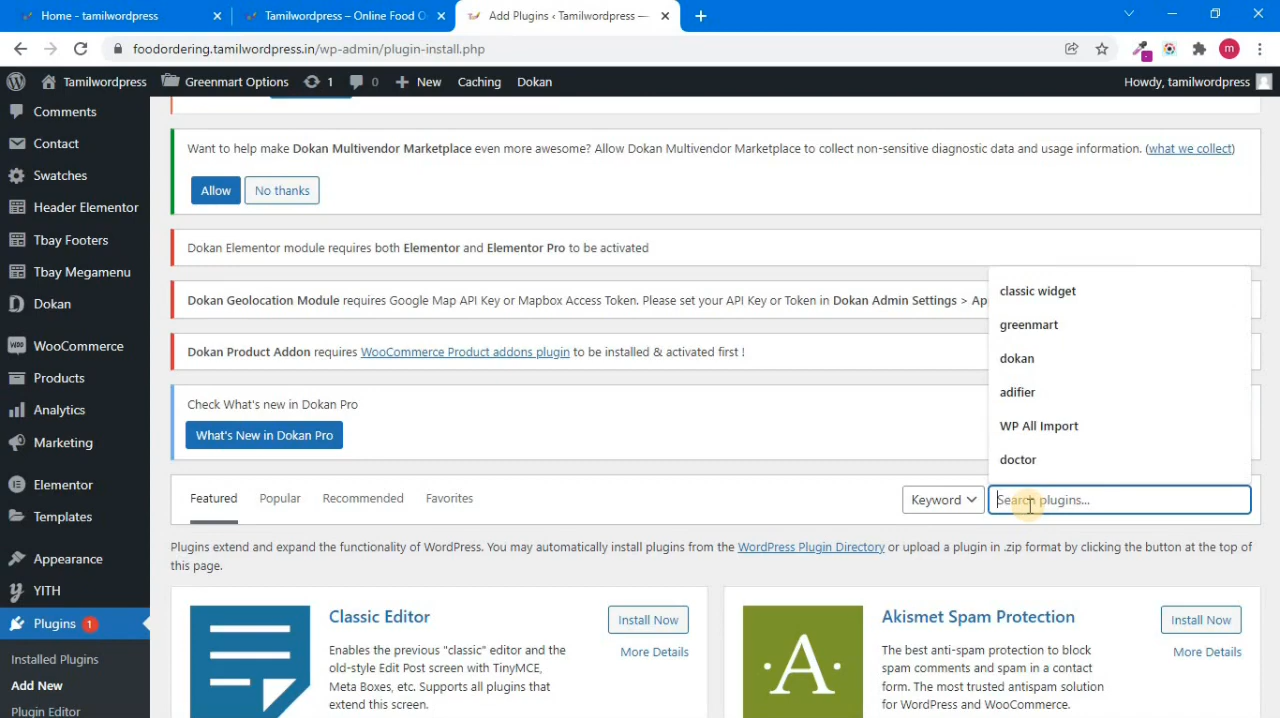 Home - tamilwordpress
Tamilwordpress – Online Food O
Add Plugins ‹ Tamilwordpress —
foodordering.tamilwordpress.in/wp-admin/plugin-install.php
m
Tamilwordpress
Greenmart Options
1
0
New
Caching
Dokan
Howdy, tamilwordpress
Comments
Contact
Swatches
Header Elementor
Tbay Footers
Tbay Megamenu
Dokan
WooCommerce
Products
Analytics
Marketing
Elementor
Templates
Appearance
YITH
Plugins 1
Installed Plugins
Add New
Plugin Editor
Want to help make Dokan Multivendor Marketplace even more awesome? Allow Dokan Multivendor Marketplace to collect non-sensitive diagnostic data and usage information. (what we collect)
Allow
No thanks
Dokan Elementor module requires both Elementor and Elementor Pro to be activated
Dokan Geolocation Module requires Google Map API Key or Mapbox Access Token. Please set your API Key or Token in Dokan Admin Settings > Ap
Dokan Product Addon requires WooCommerce Product addons plugin to be installed & activated first !
Check What's new in Dokan Pro
What's New in Dokan Pro
classic widget
greenmart
dokan
adifier
WP All Import
doctor
Featured
Popular
Recommended
Favorites
Keyword
Search plugins...
Plugins extend and expand the functionality of WordPress. You may automatically install plugins from the WordPress Plugin Directory or upload a plugin in .zip format by clicking the button at the top of
this page.
Classic Editor
Install Now
More Details
Enables the previous "classic" editor and the
old-style Edit Post screen with TinyMCE,
Meta Boxes, etc. Supports all plugins that
extend this screen.
·A·
Akismet Spam Protection
Install Now
More Details
The best anti-spam protection to block
spam comments and spam in a contact
form. The most trusted antispam solution
for WordPress and WooCommerce.